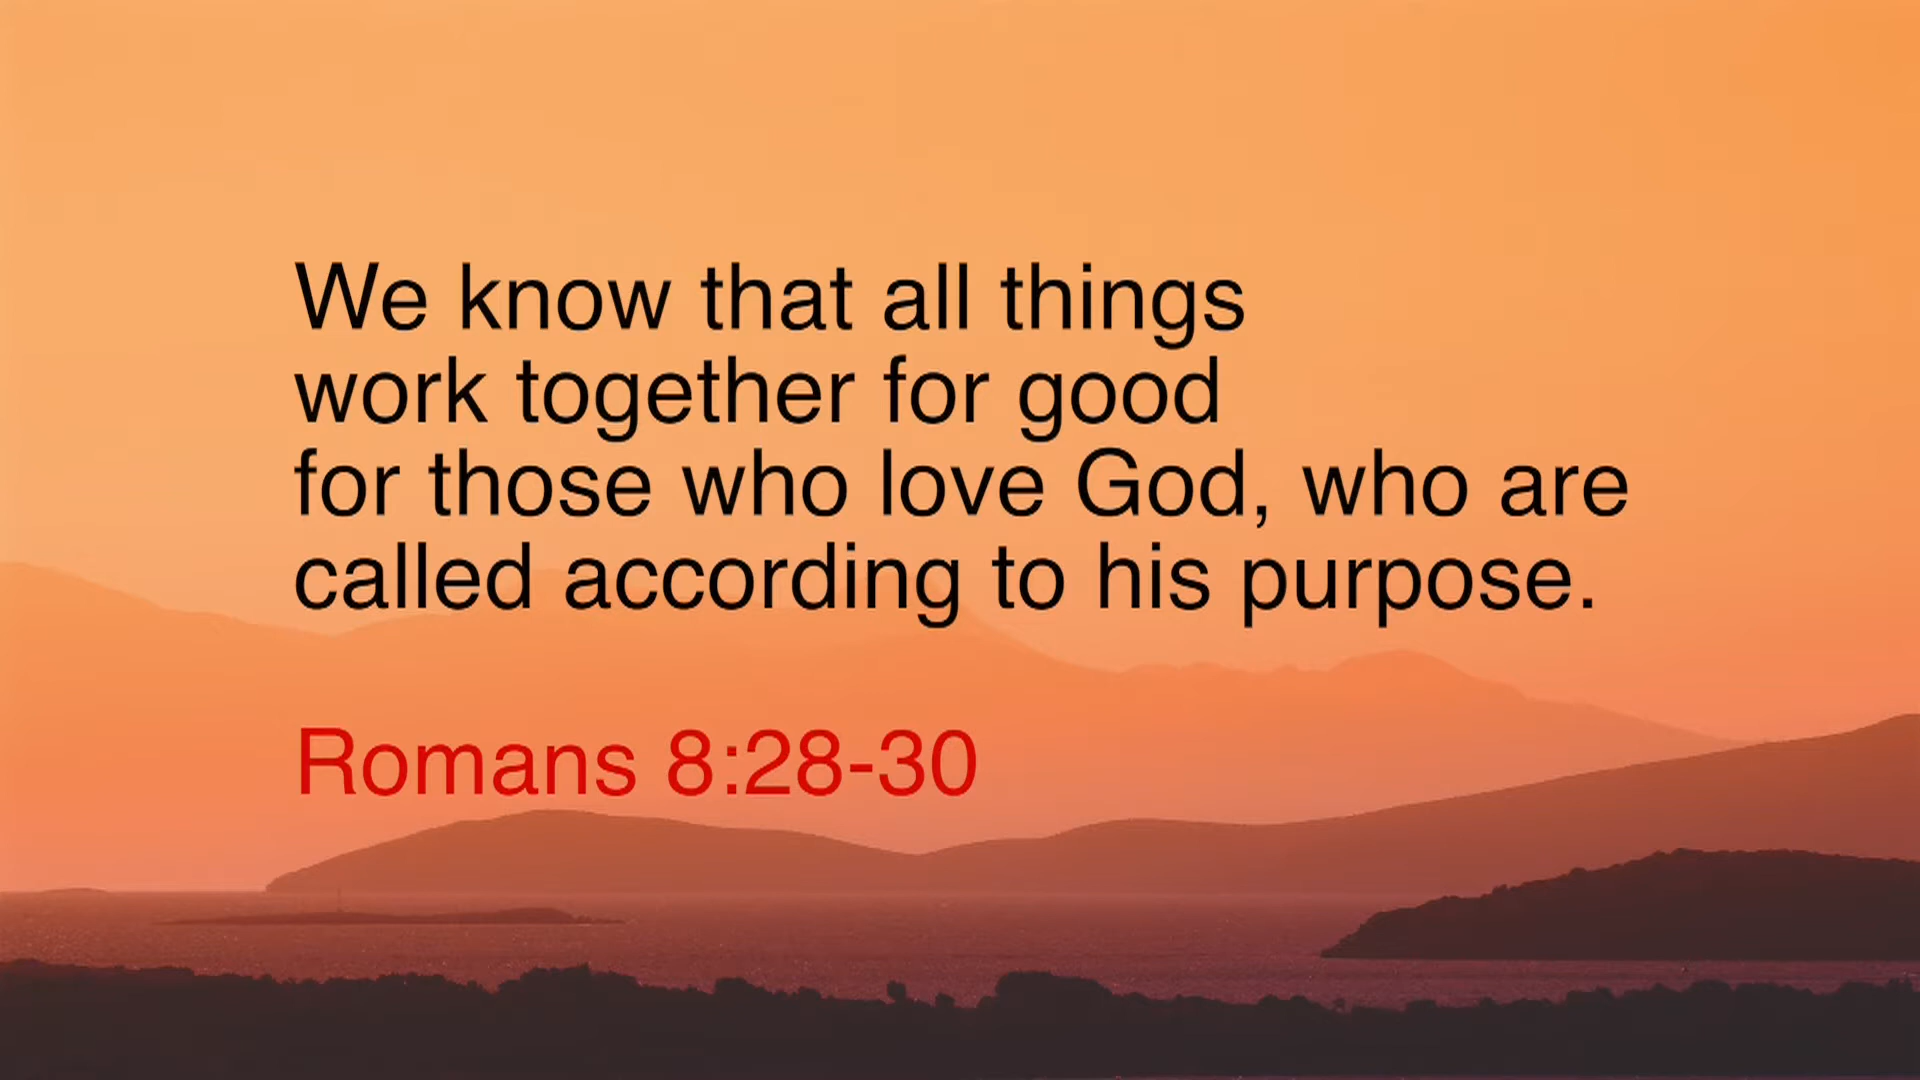 We know that all things
work together for good
for those who love God, who are
called according to his purpose.
Romans 8:28-30